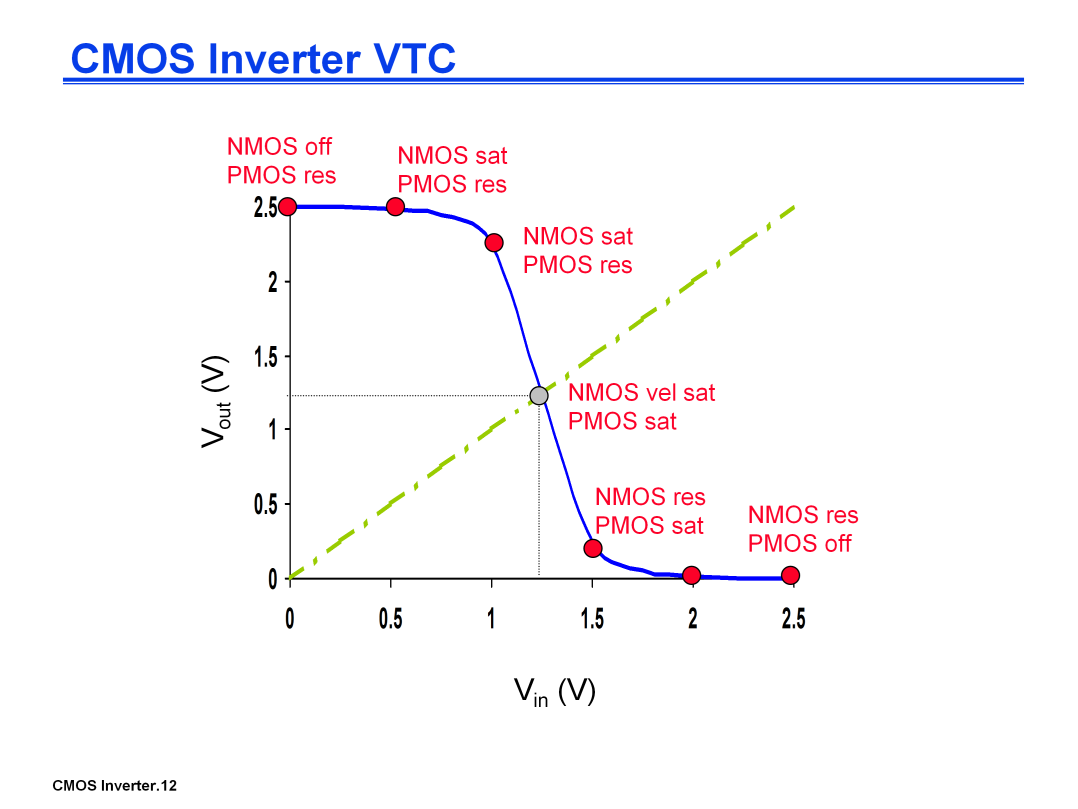 CMOS Inverter VTC
NMOS off
PMOS res
NMOS sat
PMOS res
NMOS sat
PMOS res
NMOS vel sat
PMOS sat
NMOS res
PMOS sat
NMOS res
PMOS off
2.5
2
1.5
1
0.5
0
Vout (V)
0 0.5 1 1.5 2 2.5
Vin (V)
CMOS Inverter.12